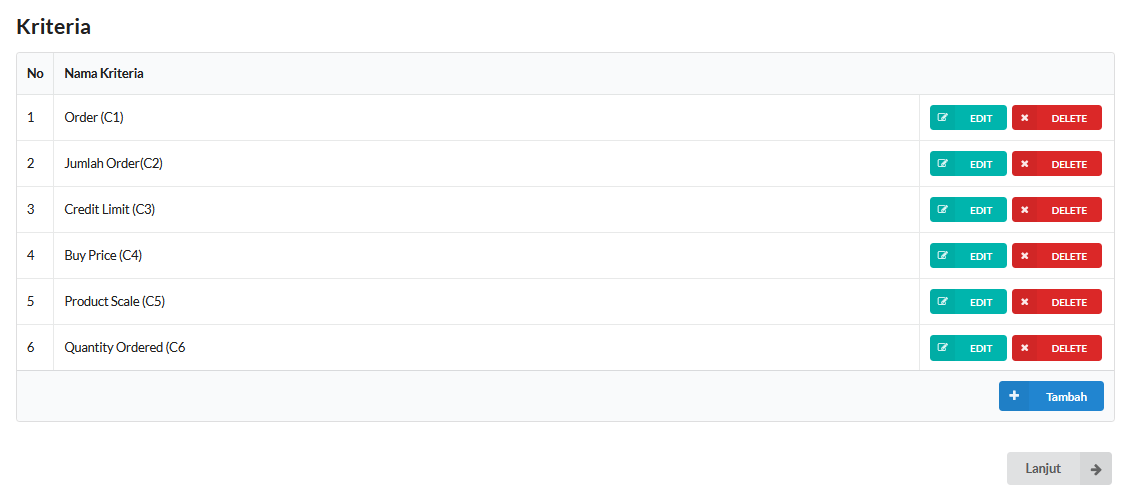 Kriteria
No Nama Kriteria
1 Order (C1) EDIT DELETE
2 Jumlah Order(C2) EDIT DELETE
3 Credit Limit (C3) EDIT DELETE
4 Buy Price (C4) EDIT DELETE
5 Product Scale (C5) EDIT DELETE
6 Quantity Ordered (C6 EDIT DELETE
Tambah
Lanjut